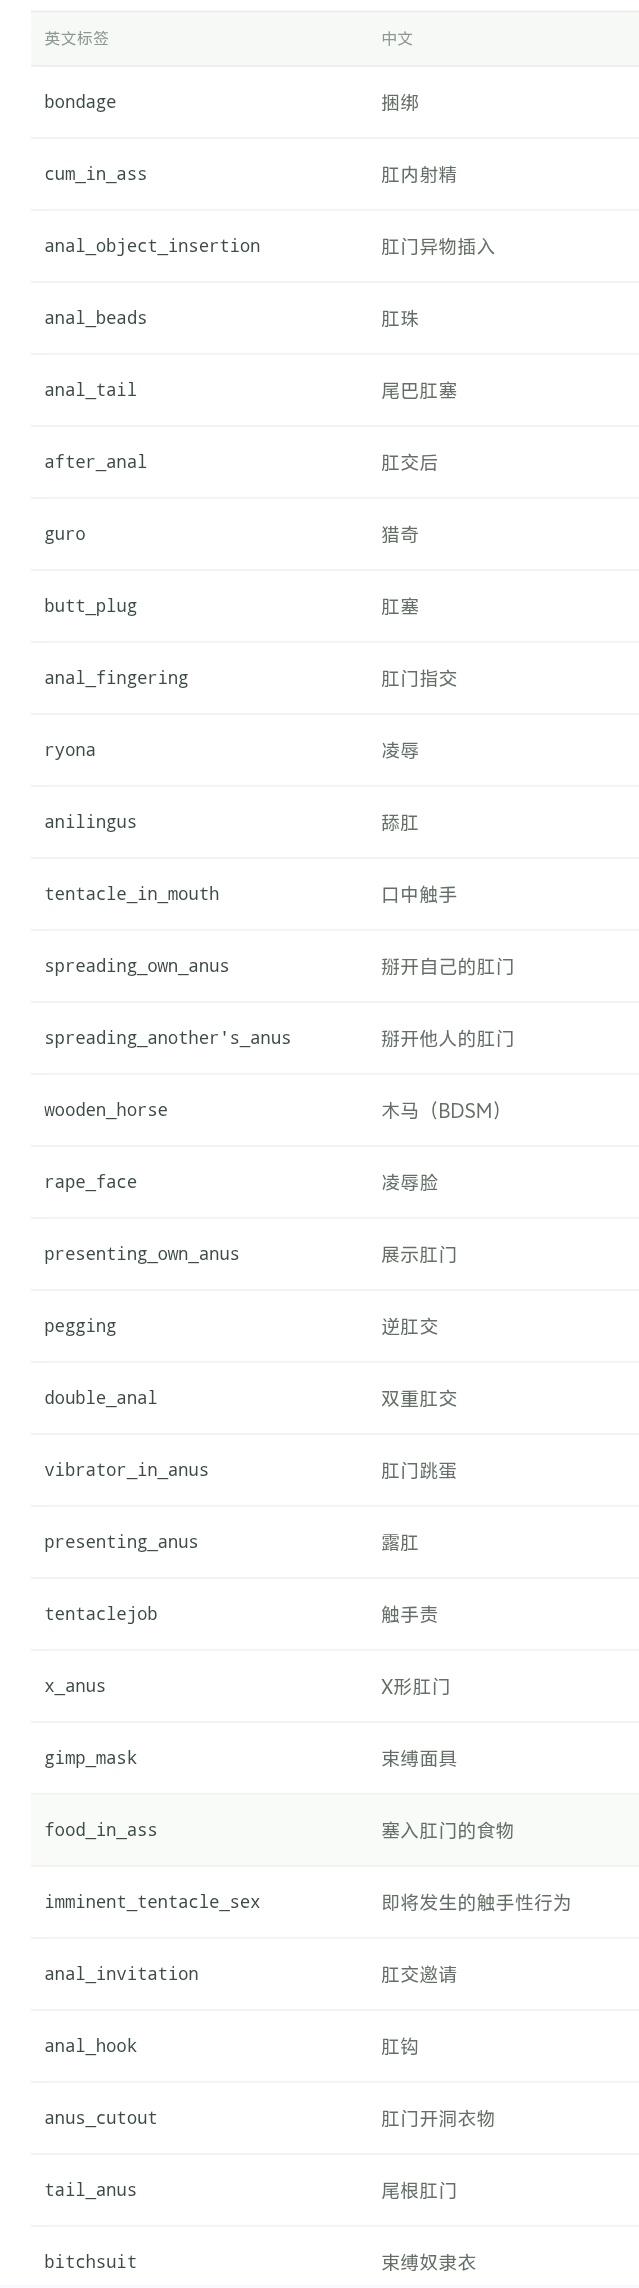 英文标签 中文
bondage 捆绑
cum_in_ass 肛内射精
anal_object_insertion 肛门异物插入
anal_beads 肛珠
anal_tail 尾巴肛塞
after_anal 肛交后
guro 猎奇
butt_plug 肛塞
anal_fingering 肛门指交
ryona 凌辱
anilingus 舔肛
tentacle_in_mouth 口中触手
spreading_own_anus 掰开自己的肛门
spreading_another's_anus 掰开他人的肛门
wooden_horse 木马（BDSM）
rape_face 凌辱脸
presenting_own_anus 展示肛门
pegging 逆肛交
double_anal 双重肛交
vibrator_in_anus 肛门跳蛋
presenting_anus 露肛
tentaclejob 触手责
x_anus X形肛门
gimp_mask 束缚面具
food_in_ass 塞入肛门的食物
imminent_tentacle_sex 即将发生的触手性行为
anal_invitation 肛交邀请
anal_hook 肛钩
anus_cutout 肛门开洞衣物
tail_anus 尾根肛门
bitchsuit 束缚奴隶衣